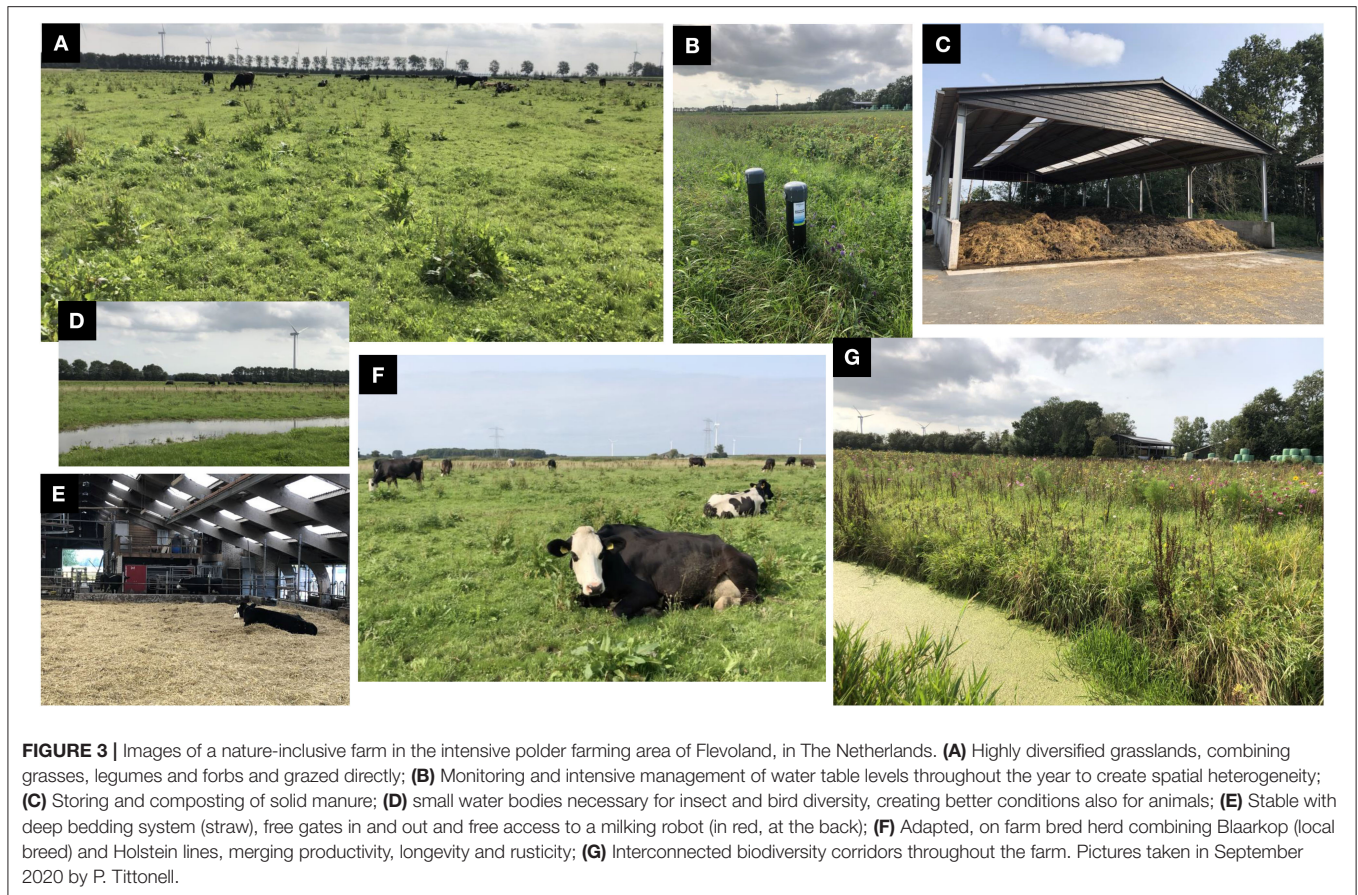 A
B
C
D
E
F
G
FIGURE 3 | Images of a nature-inclusive farm in the intensive polder farming area of Flevoland, in The Netherlands. (A) Highly diversified grasslands, combining
grasses, legumes and forbs and grazed directly; (B) Monitoring and intensive management of water table levels throughout the year to create spatial heterogeneity;
(C) Storing and composting of solid manure; (D) small water bodies necessary for insect and bird diversity, creating better conditions also for animals; (E) Stable with
deep bedding system (straw), free gates in and out and free access to a milking robot (in red, at the back); (F) Adapted, on farm bred herd combining Blaarkop (local
breed) and Holstein lines, merging productivity, longevity and rusticity; (G) Interconnected biodiversity corridors throughout the farm. Pictures taken in September
2020 by P. Tittonell.